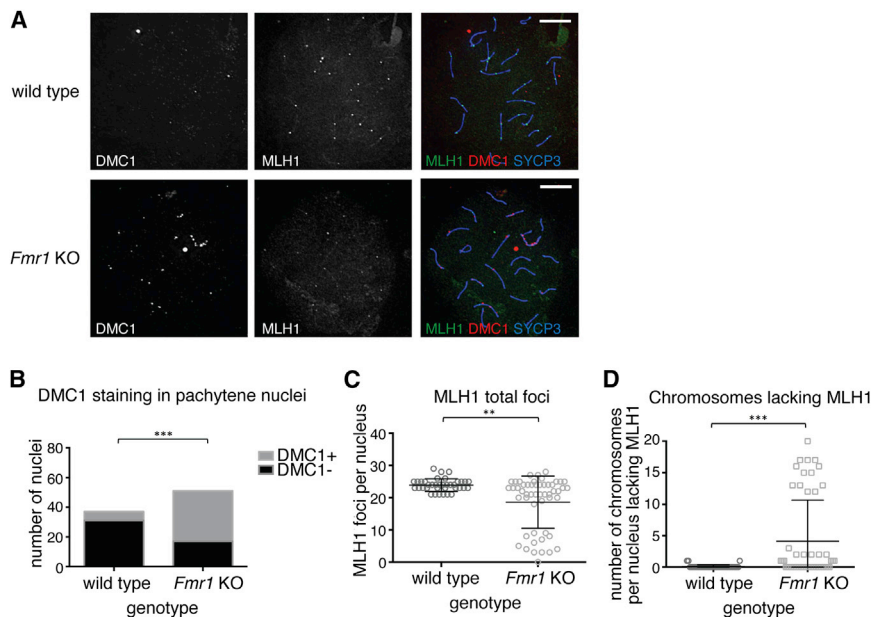 A
wild type
DMC1
MLH1
MLH1 DMC1 SYCP3
Fmr1 KO
DMC1
MLH1
MLH1 DMC1 SYCP3
B
DMC1 staining in pachytene nuclei
***
DMC1+
DMC1-
number of nuclei
80
60
40
20
0
wild type
Fmr1 KO
genotype
C
MLH1 total foci
**
MLH1 foci per nucleus
40
30
20
10
0
wild type
Fmr1 KO
genotype
D
Chromosomes lacking MLH1
***
number of chromosomes
per nucleus lacking MLH1
20
15
10
5
0
wild type
Fmr1 KO
genotype